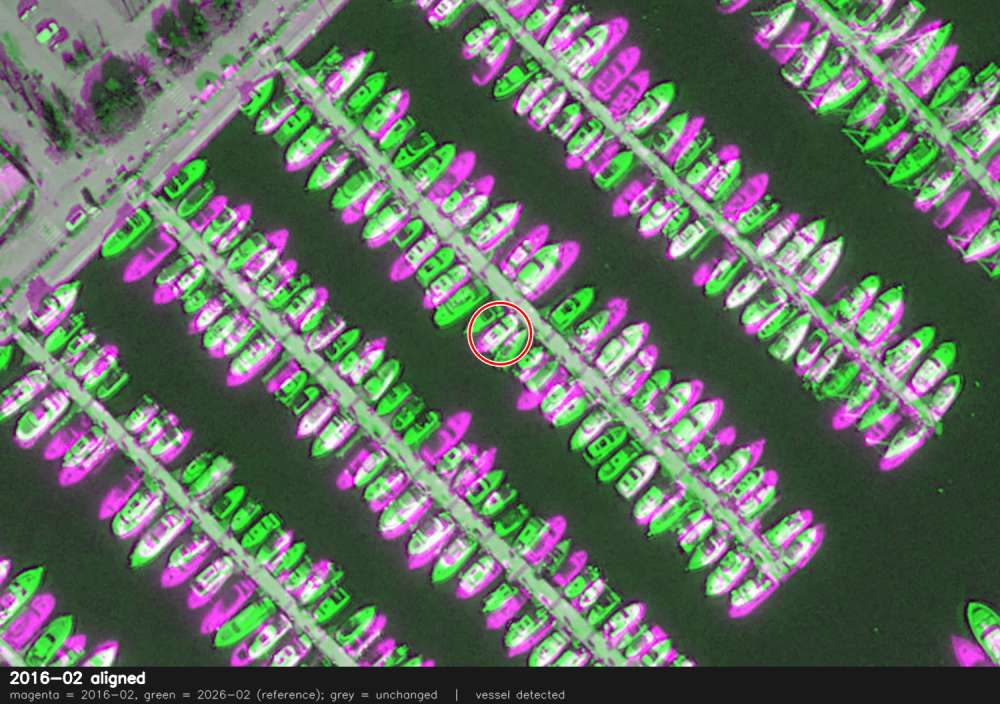 2016-02 aligned
magenta = 2016-02, green = 2026-02 (reference); grey = unchanged | vessel detected